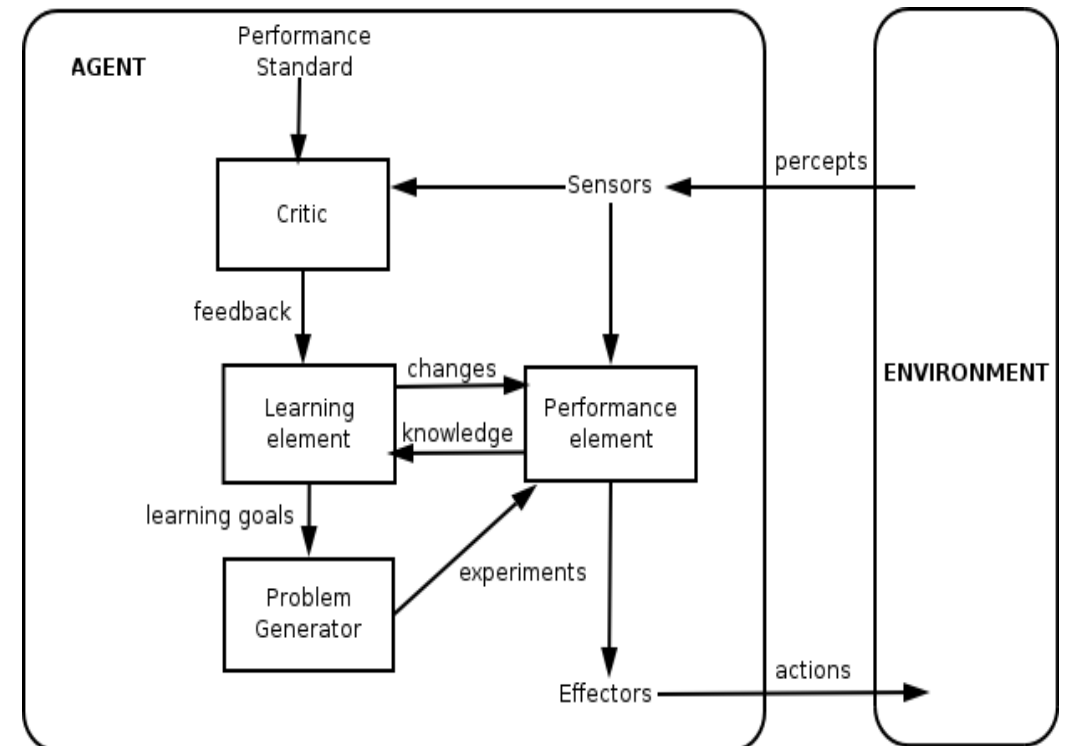 Performance
Standard
AGENT
percepts
Sensors
Critic
feedback
changes
ENVIRONMENT
Learning
element
Performance
element
knowledge
learning goals
experiments
Problem
Generator
actions
Effectors